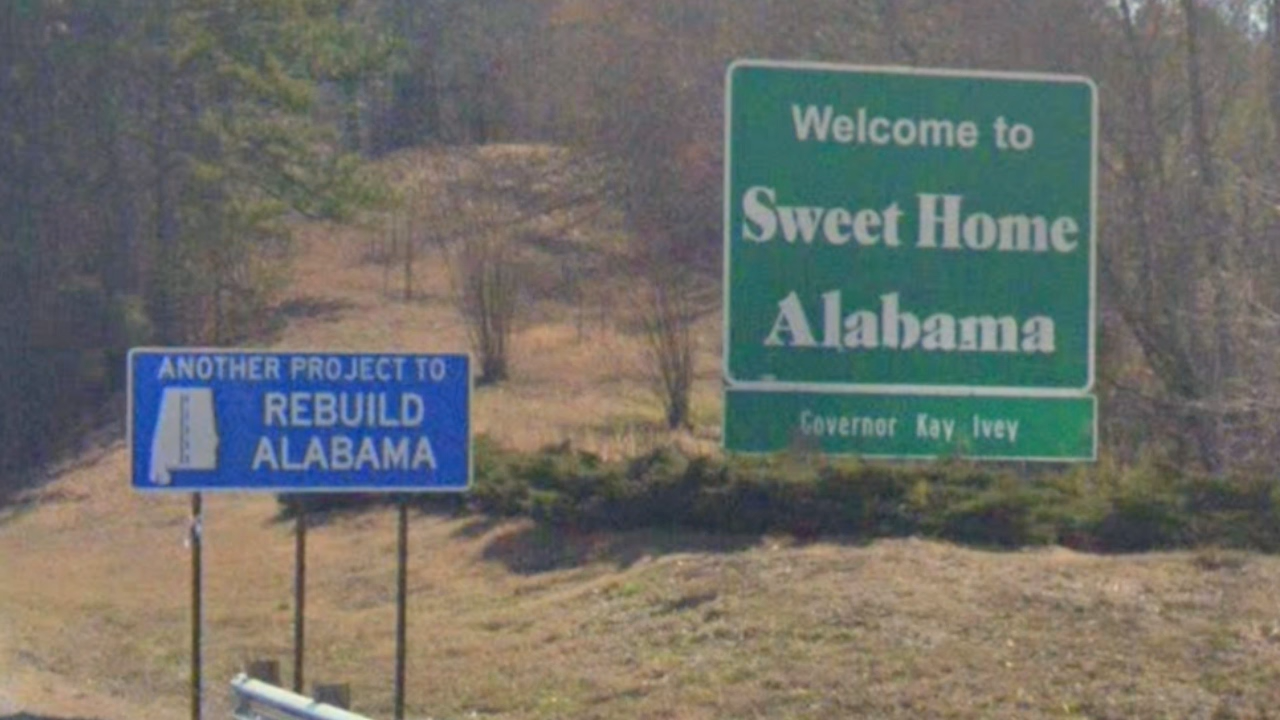 Welcome to
Sweet Home
Alabama
Governor Kay Ivey
ANOTHER PROJECT TO
REBUILD
ALABAMA